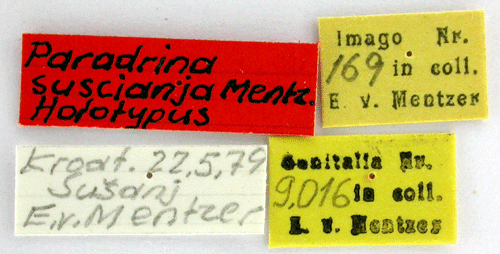 Paradrina
suscianja Mentz.
Holotypus
Imago Nr.
169 in coll.
E. v. Mentzer
Kroat. 22,5,79
Sušanj
E.v. Mentzer
Genitalia Nr.
9,016 in coll.
E. v. Mentzer